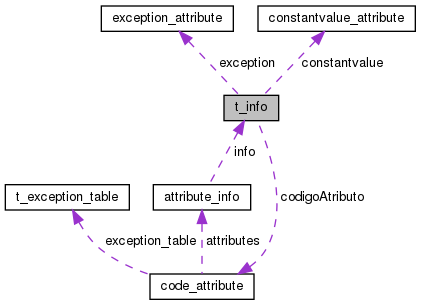 exception_attribute
constantvalue_attribute
exception
constantvalue
t_info
info
t_exception_table
attribute_info
codigoAtributo
exception_table
attributes
code_attribute